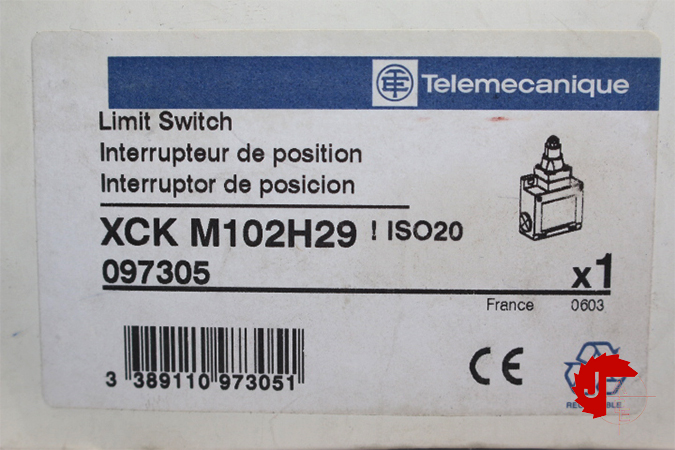 Telemecanique
Limit Switch
Interrupteur de position
Interruptor de posicion
XCK M102H29 ! ISO20
097305
x1
France 0603
3 389110 973051
CE
J